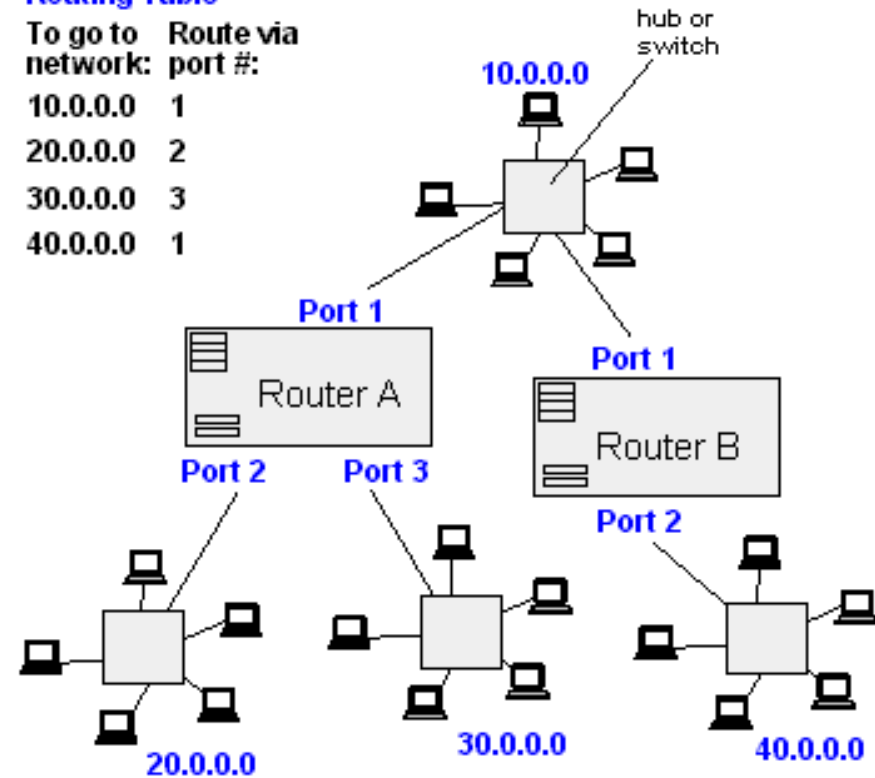 To go to Route via
network: port #:
10.0.0.0 1
20.0.0.0 2
30.0.0.0 3
40.0.0.0 1
hub or
switch
10.0.0.0
Port 1
Router A
Port 2 Port 3
Port 1
Router B
Port 2
20.0.0.0
30.0.0.0
40.0.0.0